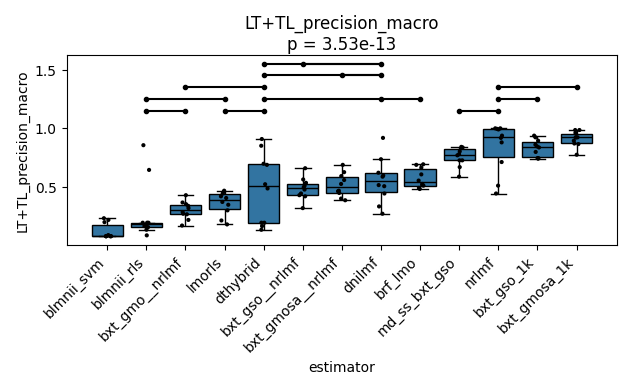 LT+TL_precision_macro
p = 3.53e-13
LT+TL_precision_macro
1.5
1.0
0.5
blmnii_svm
blmnii_rls
bxt_gmo__nrlmf
lmorls
dthybrid
bxt_gso__nrlmf
bxt_gmosa__nrlmf
dnilmf
brf_lmo
md_ss_bxt_gso
nrlmf
bxt_gso_1k
bxt_gmosa_1k
estimator